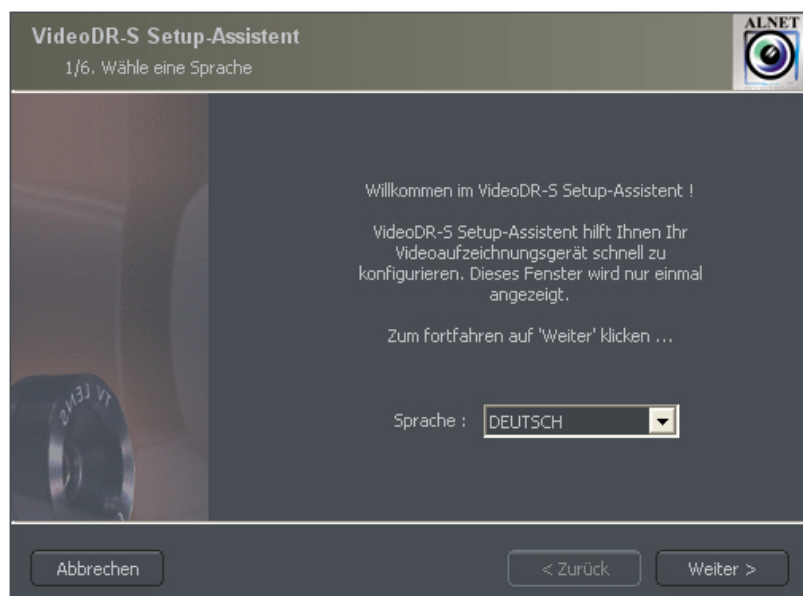 VideoDR-S Setup-Assistent
1/6. Wähle eine Sprache
ALNET
Willkommen im VideoDR-S Setup-Assistent !
VideoDR-S Setup-Assistent hilft Ihnen Ihr
Videoaufzeichnungsgerät schnell zu
konfigurieren. Dieses Fenster wird nur einmal
angezeigt.
Zum fortfahren auf 'Weiter' klicken ...
TV LENS
Sprache :  DEUTSCH
Abbrechen
< Zurück
Weiter >